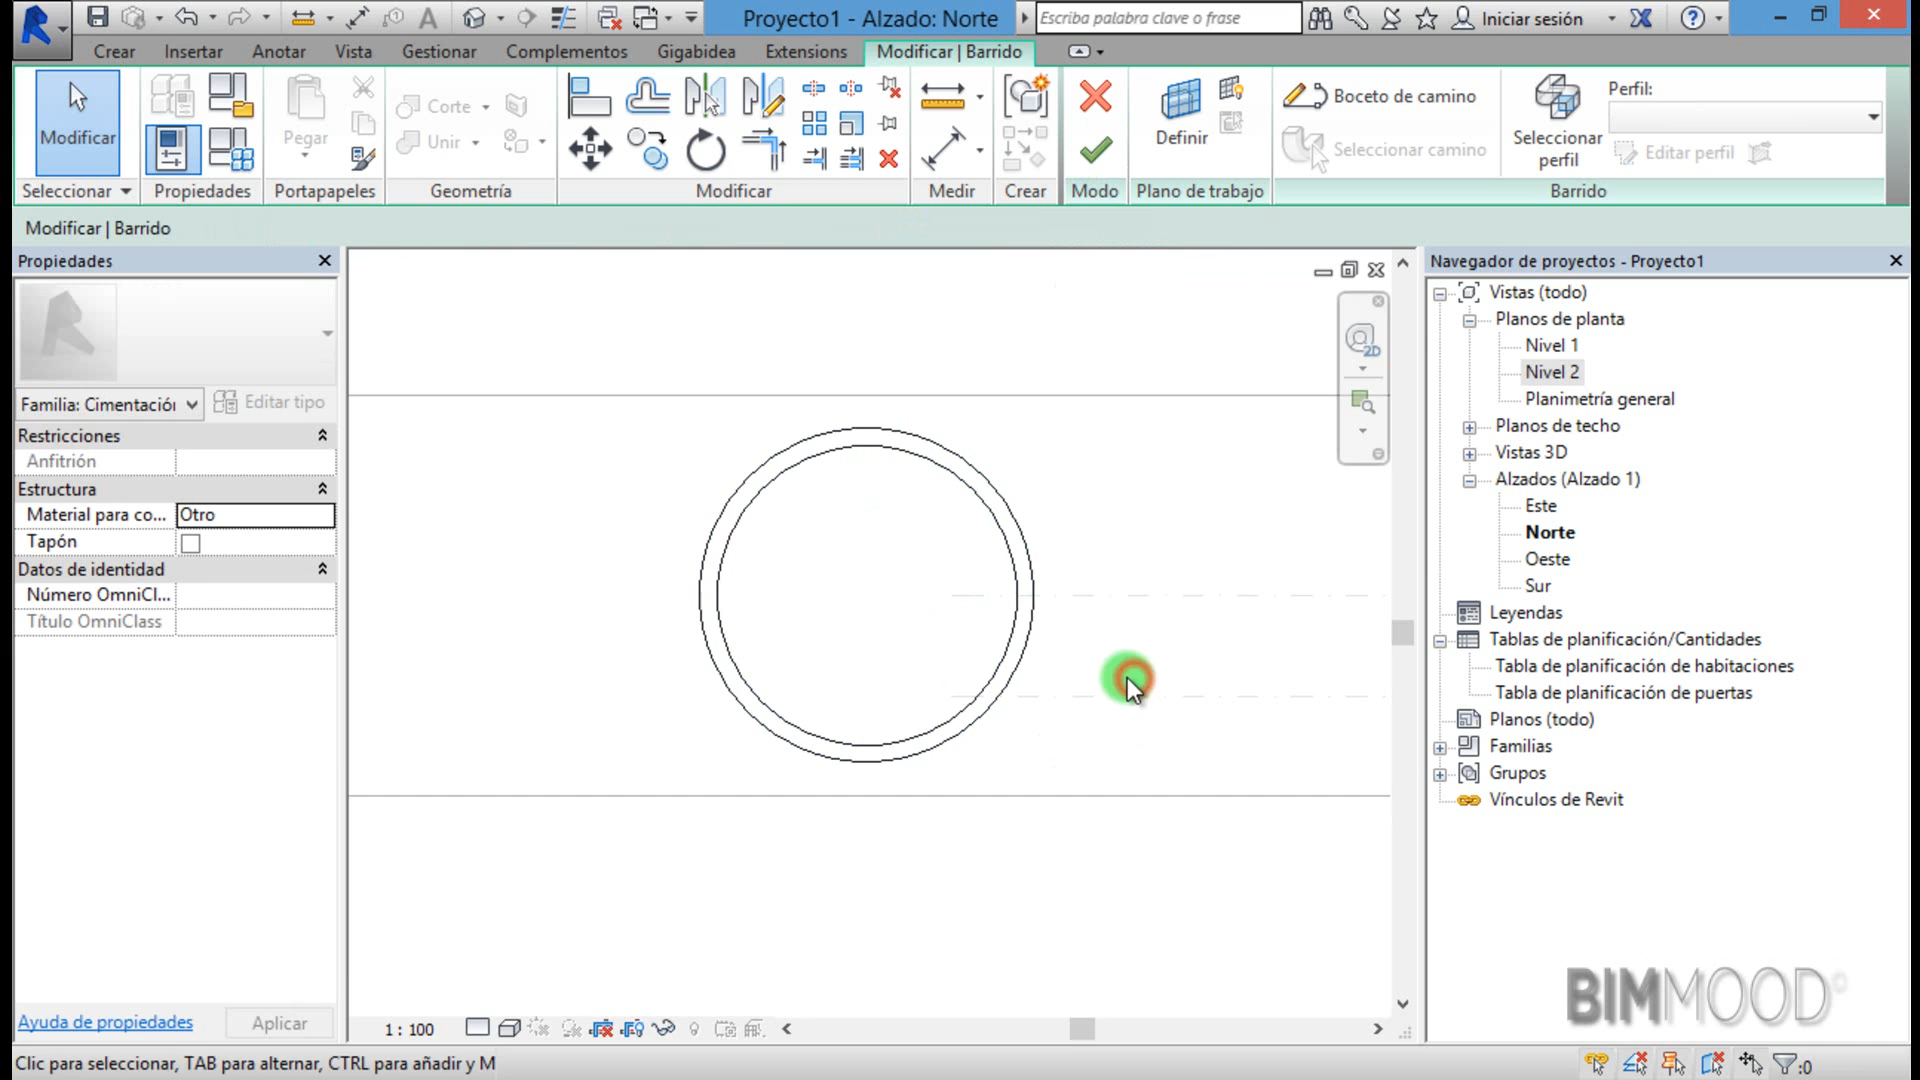 Proyecto1 - Alzado: Norte
Escriba palabra clave o frase
Iniciar sesión
Crear
Insertar
Anotar
Vista
Gestionar
Complementos
Gigabidea
Extensions
Modificar | Barrido
Modificar
Pegar
Corte
Unir
Definir
Boceto de camino
Seleccionar camino
Seleccionar
perfil
Perfil:
Editar perfil
Seleccionar
Propiedades
Portapapeles
Geometría
Modificar
Medir
Crear
Modo
Plano de trabajo
Barrido
Modificar | Barrido
Propiedades
Familia: Cimentación
Editar tipo
Restricciones
Anfitrión
Estructura
Material para co...
Otro
Tapón
Datos de identidad
Número OmniCl...
Título OmniClass
Ayuda de propiedades
Aplicar
2D
1 : 100
Navegador de proyectos - Proyecto1
Vistas (todo)
Planos de planta
Nivel 1
Nivel 2
Planimetría general
Planos de techo
Vistas 3D
Alzados (Alzado 1)
Este
Norte
Oeste
Sur
Leyendas
Tablas de planificación/Cantidades
Tabla de planificación de habitaciones
Tabla de planificación de puertas
Planos (todo)
Familias
Grupos
Vínculos de Revit
BIMMOOD©
Clic para seleccionar, TAB para alternar, CTRL para añadir y M
:0